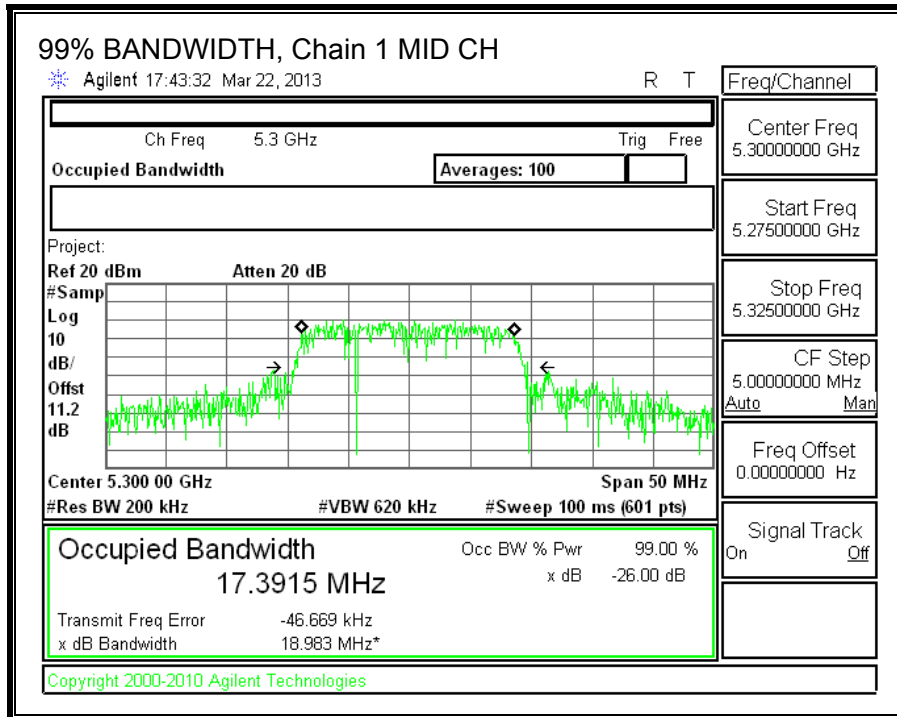 99% BANDWIDTH, Chain 1 MID CH
Agilent 17:43:32 Mar 22, 2013 R T
Ch Freq 5.3 GHz Trig Free
Occupied Bandwidth Averages: 100
Project:
Ref 20 dBm Atten 20 dB
#Samp
Log
10
dB/
Offst
11.2
dB
Center 5.300 00 GHz Span 50 MHz
#Res BW 200 kHz #VBW 620 kHz #Sweep 100 ms (601 pts)
Occupied Bandwidth Occ BW % Pwr 99.00 %
17.3915 MHz x dB -26.00 dB
Transmit Freq Error -46.669 kHz
x dB Bandwidth 18.983 MHz*
Copyright 2000-2010 Agilent Technologies
Freq/Channel
Center Freq
5.30000000 GHz
Start Freq
5.27500000 GHz
Stop Freq
5.32500000 GHz
CF Step
5.00000000 MHz
Auto Man
Freq Offset
0.00000000 Hz
Signal Track
On Off